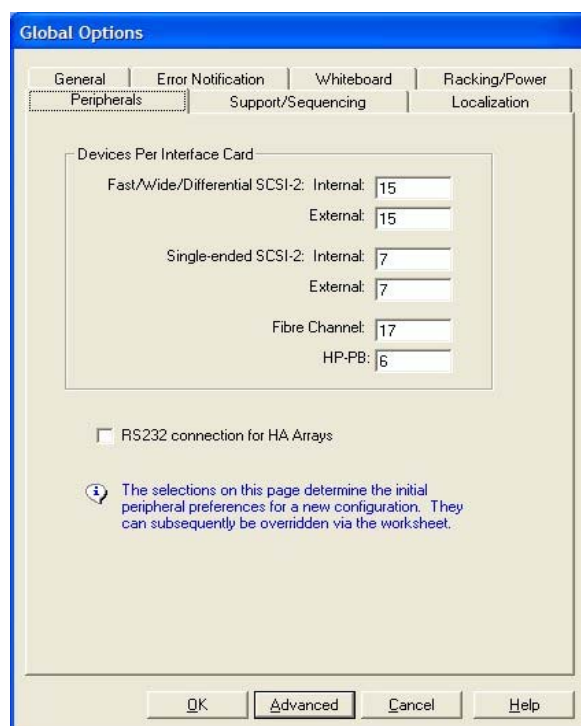 Global Options
General Error Notification Whiteboard Racking/Power
Peripherals Support/Sequencing Localization
Devices Per Interface Card
Fast/Wide/Differential SCSI-2: Internal: 15
External: 15
Single-ended SCSI-2: Internal: 7
External: 7
Fibre Channel: 17
HP-PB: 6
RS232 connection for HA Arrays
The selections on this page determine the initial
peripheral preferences for a new configuration. They
can subsequently be overridden via the worksheet.
OK Advanced Cancel Help